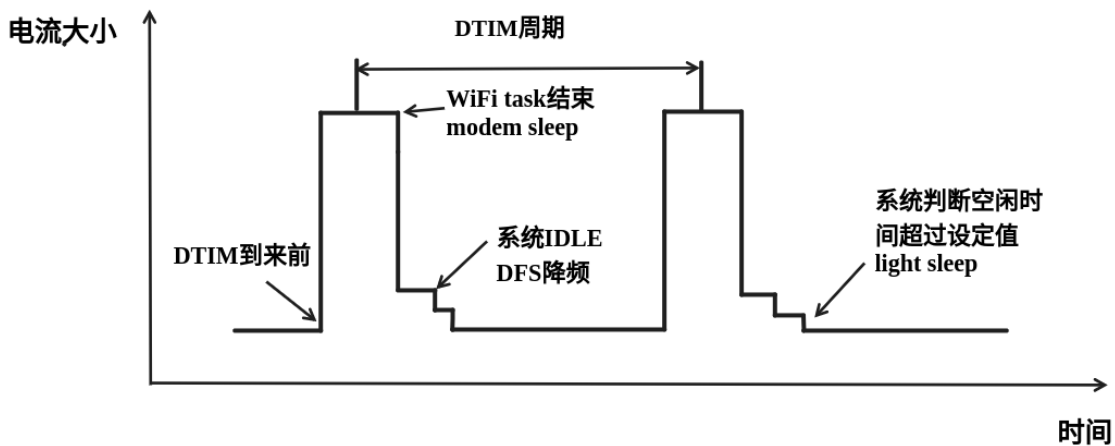 电流大小
DTIM周期
WiFi task结束
modem sleep
DTIM到来前
系统IDLE
DFS降频
系统判断空闲时
间超过设定值
light sleep
时间